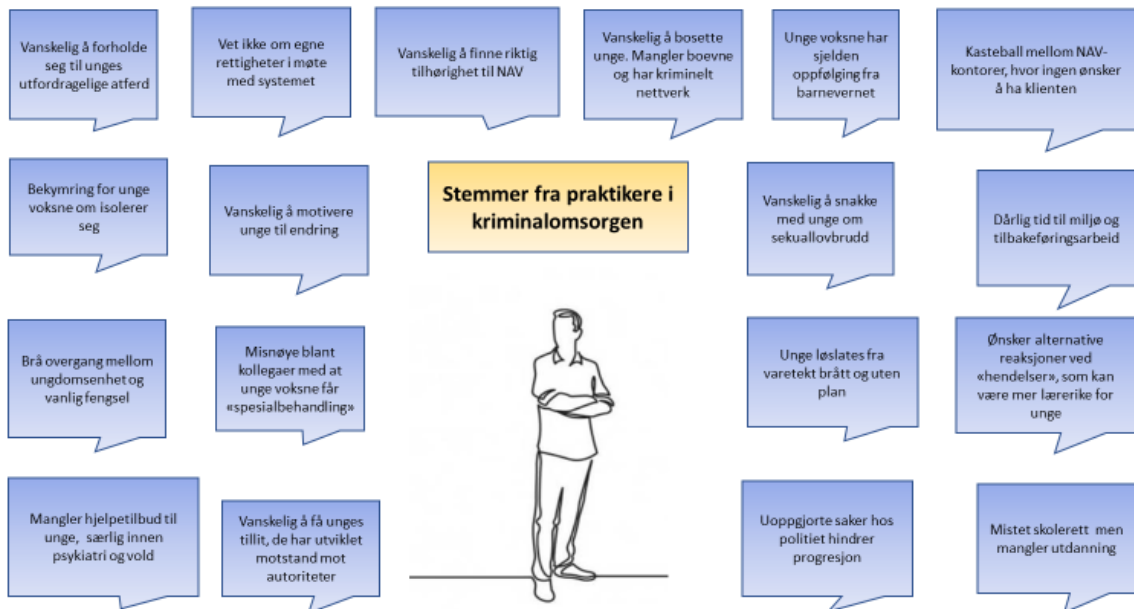 Vanskelig å forholde
seg til unges
utfordragelige atferd
Vet ikke om egne
rettigheter i møte
med systemet
Vanskelig å finne riktig
tilhørighet til NAV
Vanskelig å bosette
unge. Mangler boevne
og har kriminelt
nettverk
Unge voksne har
sjelden
oppfølging fra
barnevernet
Kasteball mellom NAV-
kontorer, hvor ingen ønsker
å ha klienten
Bekymring for unge
voksne om isolerer
seg
Vanskelig å motivere
unge til endring
Stemmer fra praktikere i
kriminalomsorgen
Vanskelig å snakke
med unge om
sekuallovbrudd
Dårlig tid til miljø og
tilbakeføringsarbeid
Brå overgang mellom
ungdomsenhet og
vanlig fengsel
Misnøye blant
kollegaer med at
unge voksne får
«spesialbehandling»
Unge løslates fra
varetekt brått og uten
plan
Ønsker alternative
reaksjoner ved
«hendelser», som kan
være mer lærerike for
unge
Mangler hjelpetilbud til
unge, særlig innen
psykiatri og vold
Vanskelig å få unges
tillit, de har utviklet
motstand mot
autoriteter
Uoppgjorte saker hos
politiet hindrer
progresjon
Mistet skolerett men
mangler utdanning